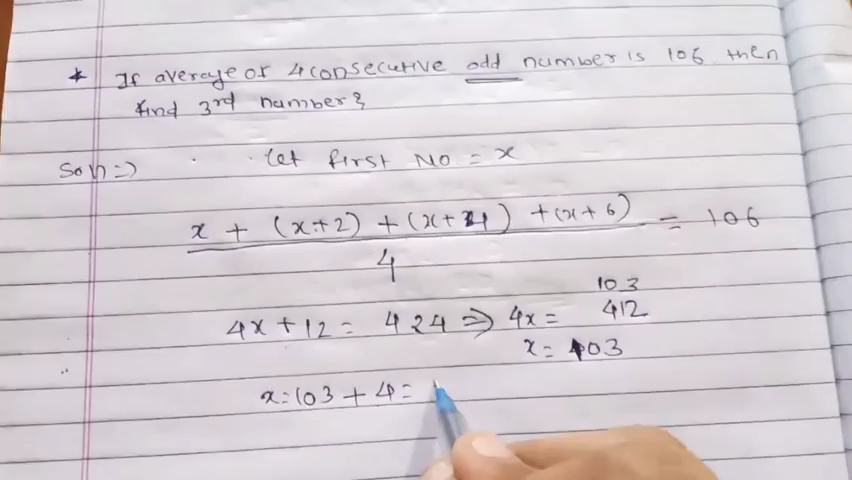 * If average of 4 consecutive odd number is 106 then
find 3rd number?
Soln => Let first No = x
x + (x+2) + (x+4) + (x+6) = 106
4
103
4x + 12 = 424 => 4x = 412
x = 103
x = 103 + 4 =